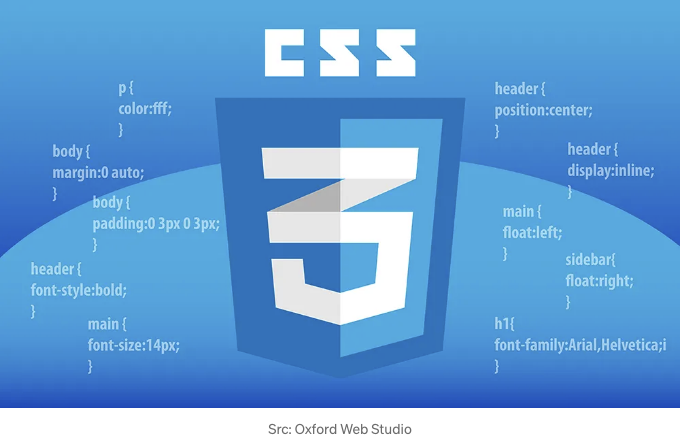 CSS
3
p {
color:fff;
}
body {
margin:0 auto;
}
body {
padding:0 3px 0 3px;
}
header {
font-style:bold;
}
main {
font-size:14px;
}
header {
position:center;
}
header {
display:inline;
}
main {
float:left;
}
sidebar{
float:right;
}
h1{
font-family:Arial,Helvetica;i
}
Src: Oxford Web Studio